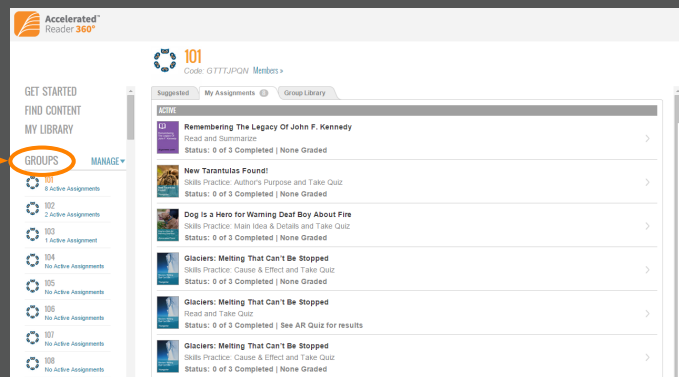 Accelerated™
Reader 360°
101
Code: GTTTJPQN Members »
GET STARTED
FIND CONTENT
MY LIBRARY
GROUPS MANAGE
101
8 Active Assignments
102
2 Active Assignments
103
1 Active Assignment
104
No Active Assignments
105
No Active Assignments
106
No Active Assignments
107
No Active Assignments
108
No Active Assignments
Suggested My Assignments 8 Group Library
ACTIVE
Remembering The Legacy Of John F. Kennedy
Read and Summarize
Status: 0 of 3 Completed | None Graded
New Tarantulas Found!
Skills Practice: Author's Purpose and Take Quiz
Status: 0 of 3 Completed | None Graded
Dog Is a Hero for Warning Deaf Boy About Fire
Skills Practice: Main Idea & Details and Take Quiz
Status: 0 of 3 Completed | None Graded
Glaciers: Melting That Can't Be Stopped
Skills Practice: Cause & Effect and Take Quiz
Status: 0 of 3 Completed | None Graded
Glaciers: Melting That Can't Be Stopped
Read and Take Quiz
Status: 0 of 3 Completed | See AR Quiz for results
Glaciers: Melting That Can't Be Stopped
Skills Practice: Cause & Effect and Take Quiz
Status: 0 of 3 Completed | None Graded